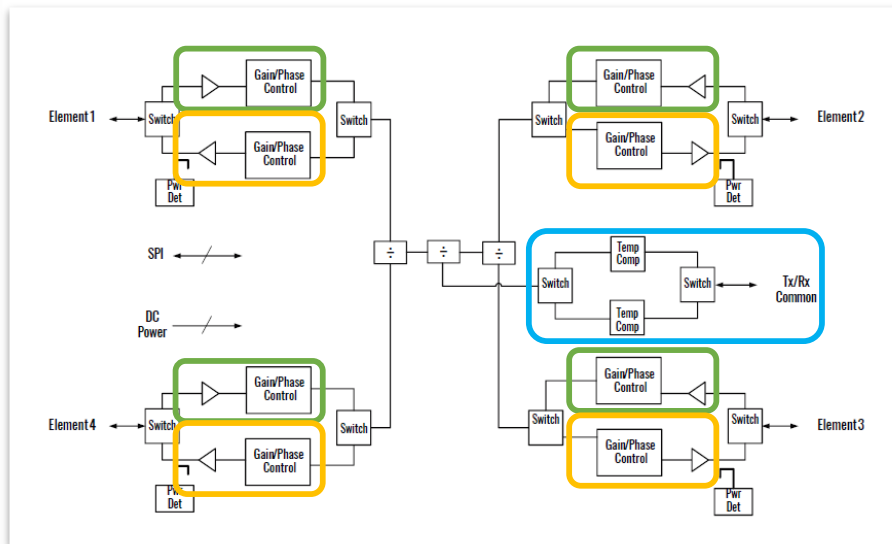 Gain/Phase
Control
Element 1
Switch
Switch
Gain/Phase
Control
Pwr
Det
Gain/Phase
Control
Switch
Switch
Element 2
Gain/Phase
Control
Pwr
Det
SPI
÷
÷
÷
Temp
Comp
Switch
Switch
Tx/Rx
Common
Temp
Comp
DC
Power
Gain/Phase
Control
Element 4
Switch
Switch
Gain/Phase
Control
Pwr
Det
Gain/Phase
Control
Switch
Switch
Element 3
Gain/Phase
Control
Pwr
Det